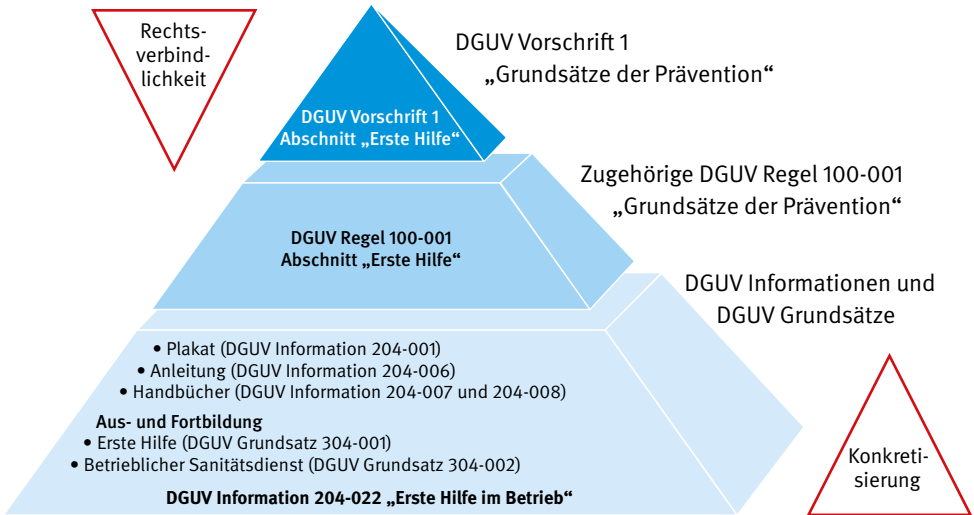 Rechts-
verbind-
lichkeit
DGUV Vorschrift 1
„Grundsätze der Prävention“
DGUV Vorschrift 1
Abschnitt „Erste Hilfe“
Zugehörige DGUV Regel 100-001
„Grundsätze der Prävention“
DGUV Regel 100-001
Abschnitt „Erste Hilfe“
DGUV Informationen und
DGUV Grundsätze
• Plakat (DGUV Information 204-001)
• Anleitung (DGUV Information 204-006)
• Handbücher (DGUV Information 204-007 und 204-008)
Aus- und Fortbildung
• Erste Hilfe (DGUV Grundsatz 304-001)
• Betrieblicher Sanitätsdienst (DGUV Grundsatz 304-002)
DGUV Information 204-022 „Erste Hilfe im Betrieb“
Konkreti-
sierung